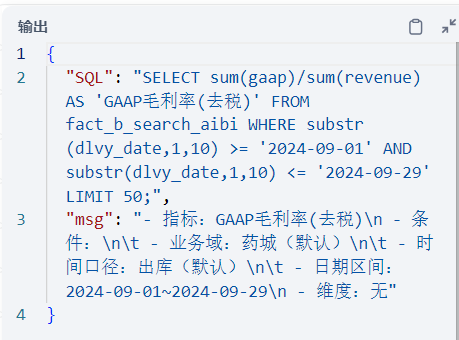 输出
1 {
2 "SQL": "SELECT sum(gaap)/sum(revenue)
AS 'GAAP毛利率(去税)' FROM
fact_b_search_aibi WHERE substr
(dlvy_date,1,10) >= '2024-09-01' AND
substr(dlvy_date,1,10) <= '2024-09-29'
LIMIT 50;",
3 "msg": "- 指标：GAAP毛利率(去税)\n - 条
件：\n\t - 业务域：药城（默认）\n\t - 时
间口径：出库（默认）\n\t - 日期区间：
2024-09-01~2024-09-29\n - 维度：无"
4 }